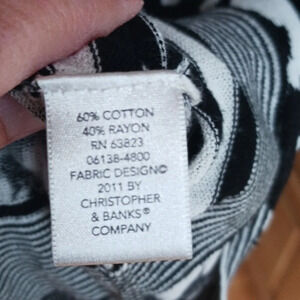 60% COTTON
40% RAYON
RN 63823
06138-4800
FABRIC DESIGN©
2011 BY
CHRISTOPHER
& BANKS®
COMPANY